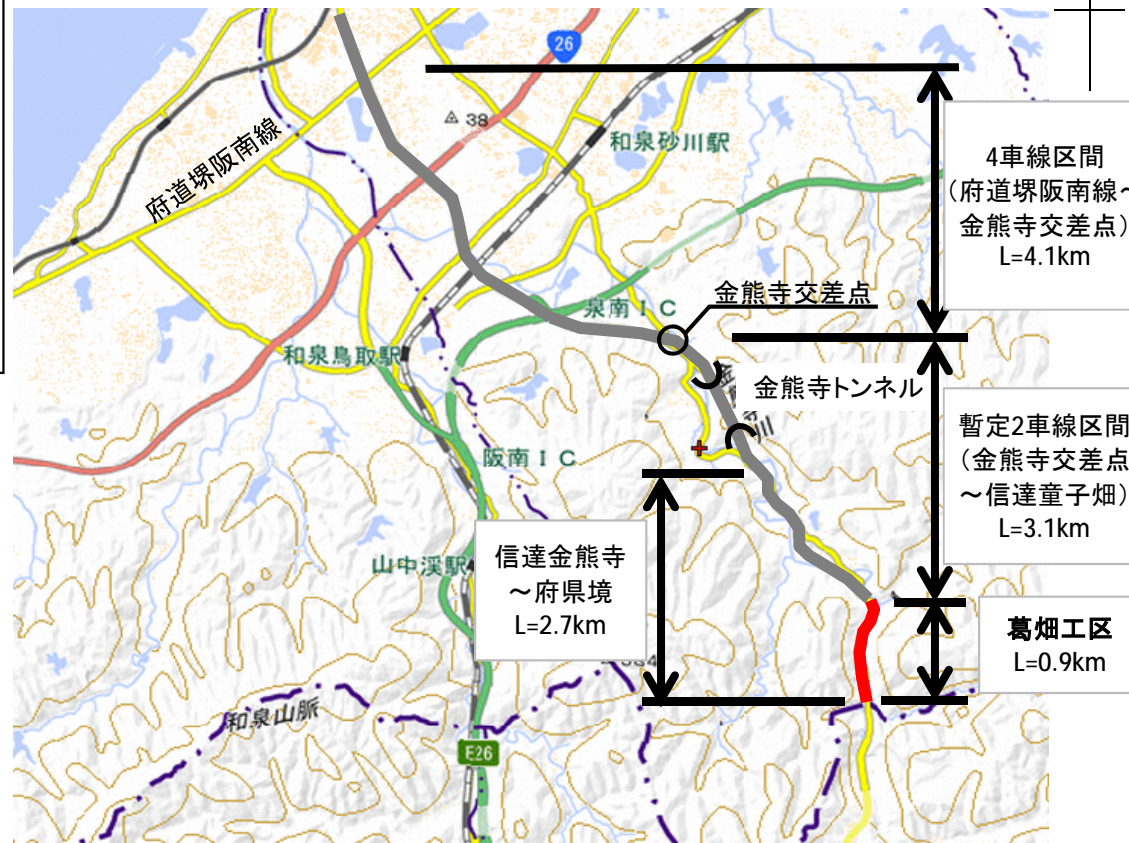 26
38
和泉砂川駅
府道堺阪南線
4車線区間
(府道堺阪南線~
金熊寺交差点)
L=4.1km
金熊寺交差点
泉南IC
和泉鳥取駅
金熊寺トンネル
暫定2車線区間
(金熊寺交差点
~信達童子畑)
L=3.1km
阪南IC
山中渓駅
信達金熊寺
~府県境
L=2.7km
葛畑工区
L=0.9km
和泉山脈
E26